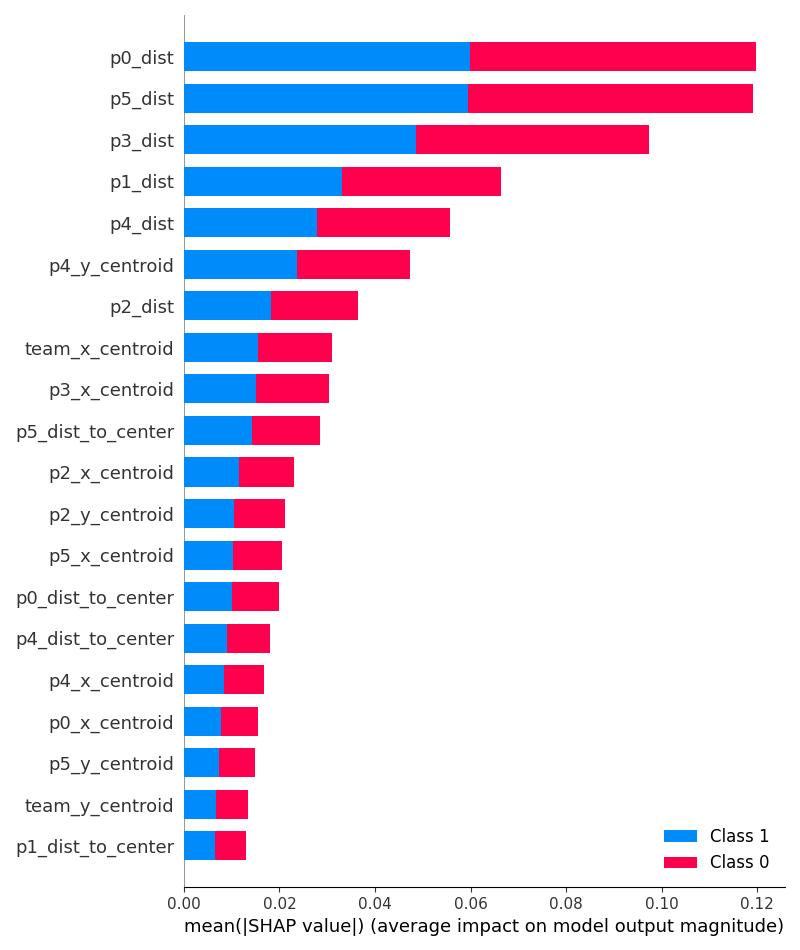 p0_dist
p5_dist
p3_dist
p1_dist
p4_dist
p4_y_centroid
p2_dist
team_x_centroid
p3_x_centroid
p5_dist_to_center
p2_x_centroid
p2_y_centroid
p5_x_centroid
p0_dist_to_center
p4_dist_to_center
p4_x_centroid
p0_x_centroid
p5_y_centroid
team_y_centroid
p1_dist_to_center
Class 1
Class 0
0.00 0.02 0.04 0.06 0.08 0.10 0.12
mean(|SHAP value|) (average impact on model output magnitude)